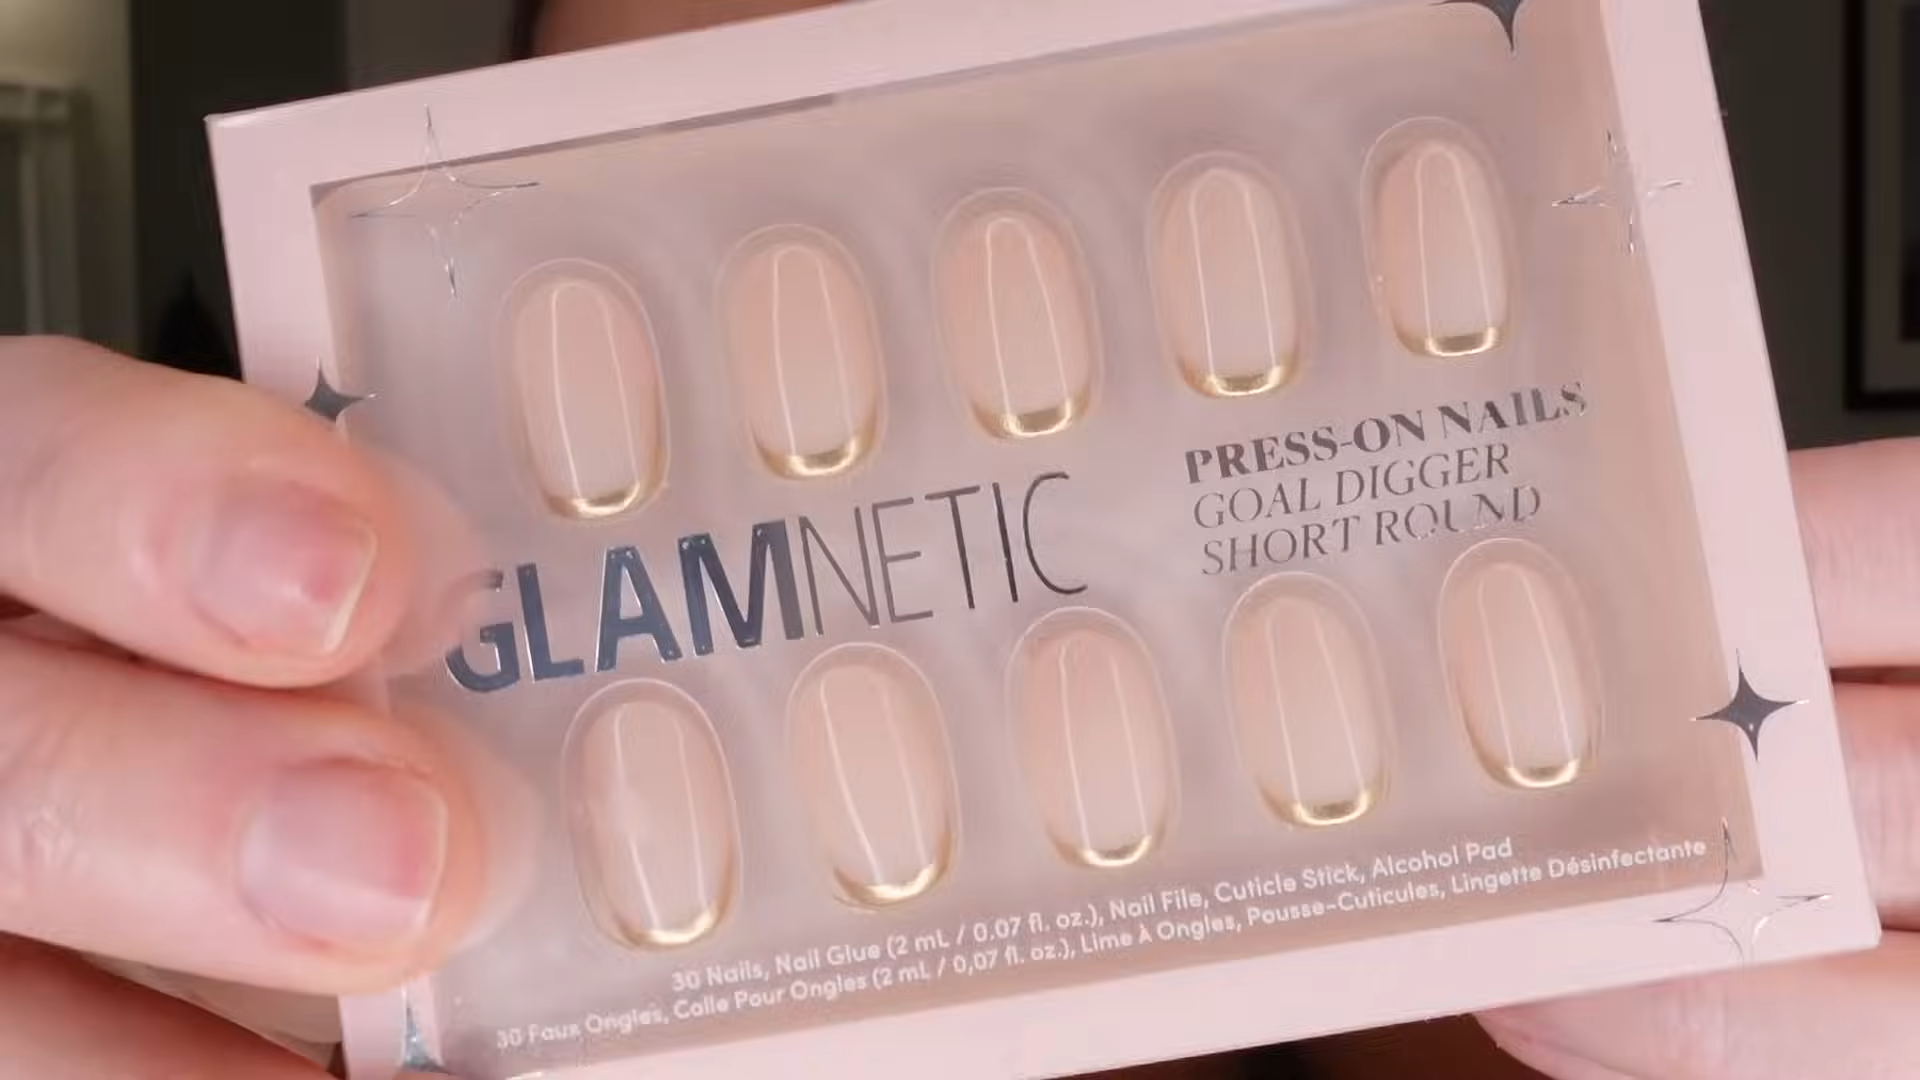 GLAMNETIC
PRESS-ON NAILS
GOAL DIGGER
SHORT ROUND
30 Nails, Nail Glue (2 mL / 0.07 fl. oz.), Nail File, Cuticle Stick, Alcohol Pad
30 Faux Ongles, Colle Pour Ongles (2 mL / 0,07 fl. oz.), Lime À Ongles, Pousse-Cuticules, Lingette Désinfectante